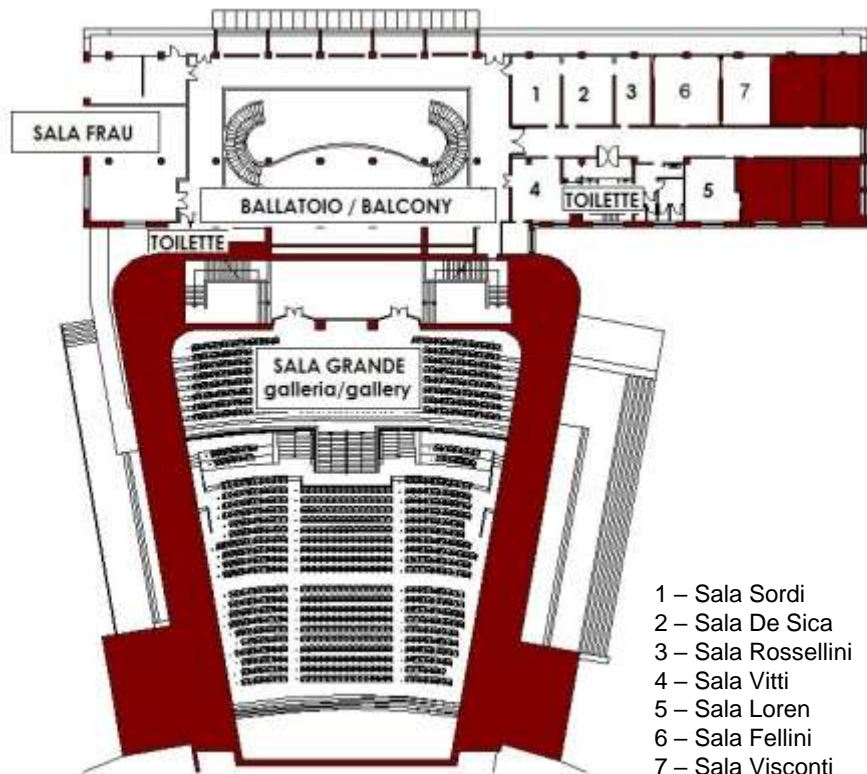 1 2 3 6 7
SALA FRAU
4 TOILETTE 5
BALLATOIO / BALCONY
TOILETTE
SALA GRANDE
galleria/gallery
1 – Sala Sordi
2 – Sala De Sica
3 – Sala Rossellini
4 – Sala Vitti
5 – Sala Loren
6 – Sala Fellini
7 – Sala Visconti